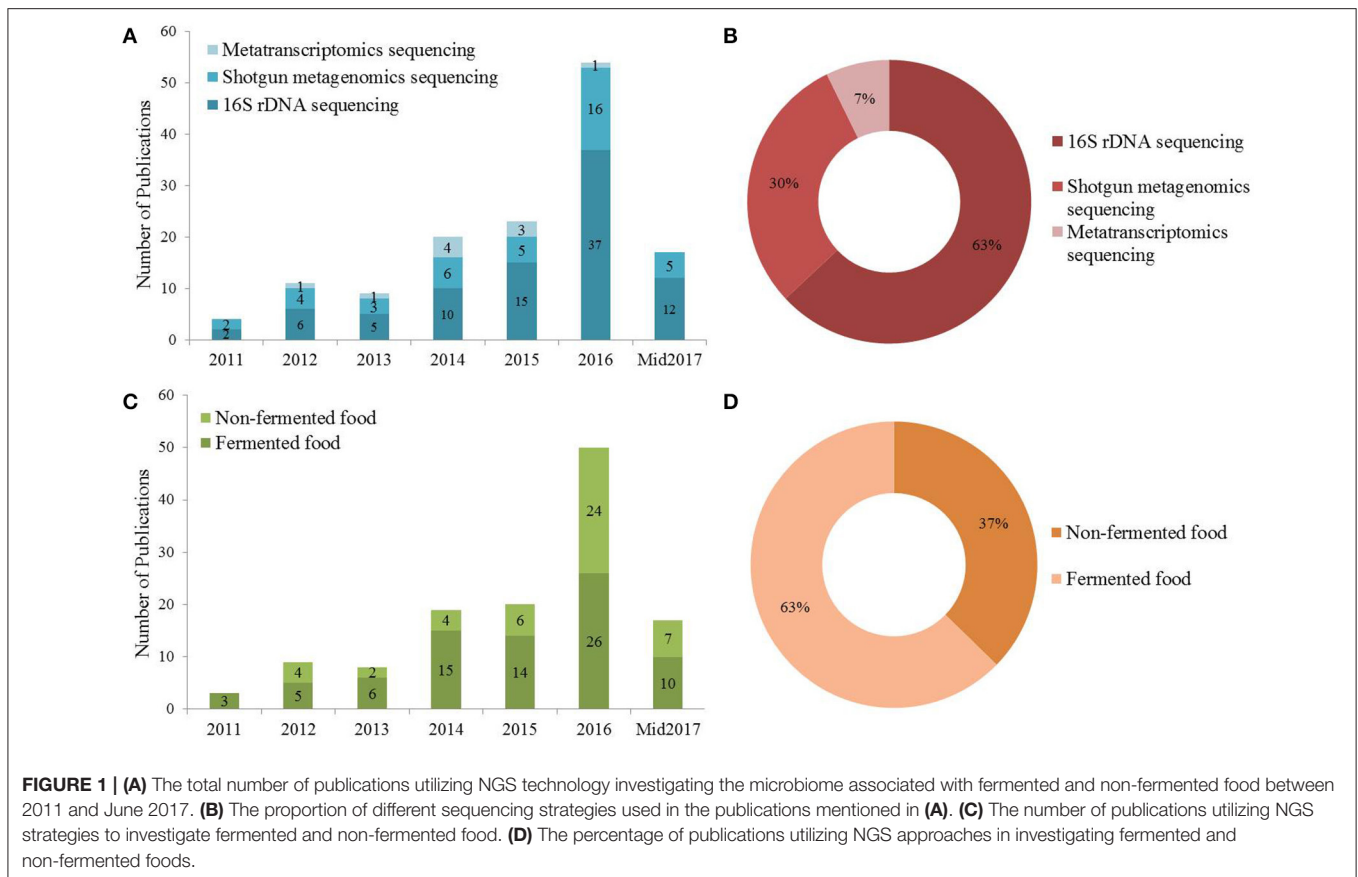 A
Number of Publications
60
50
40
30
20
10
0
Metatranscriptomics sequencing
Shotgun metagenomics sequencing
16S rDNA sequencing
2
2
1
4
6
1
3
5
4
6
10
3
5
15
1
16
37
5
12
2011 2012 2013 2014 2015 2016 Mid2017
B
7%
30%
63%
16S rDNA sequencing
Shotgun metagenomics
sequencing
Metatranscriptomics
sequencing
C
Number of Publications
60
50
40
30
20
10
0
Non-fermented food
Fermented food
3
4
5
2
6
4
15
6
14
24
26
7
10
2011 2012 2013 2014 2015 2016 Mid2017
D
37%
63%
Non-fermented food
Fermented food
FIGURE 1 | (A) The total number of publications utilizing NGS technology investigating the microbiome associated with fermented and non-fermented food between
2011 and June 2017. (B) The proportion of different sequencing strategies used in the publications mentioned in (A). (C) The number of publications utilizing NGS
strategies to investigate fermented and non-fermented food. (D) The percentage of publications utilizing NGS approaches in investigating fermented and
non-fermented foods.